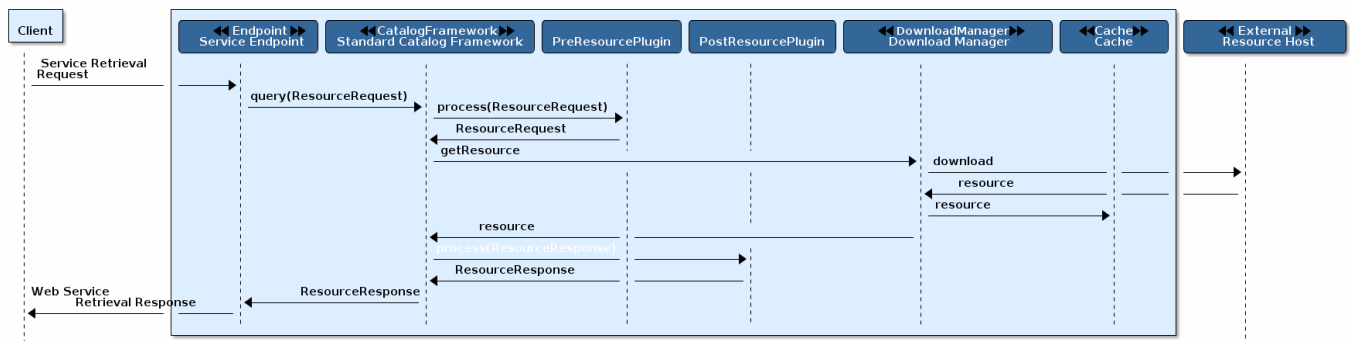 Client
◀◀ Endpoint ▶▶
Service Endpoint
◀◀CatalogFramework▶▶
Standard Catalog Framework
PreResourcePlugin
PostResourcePlugin
◀◀DownloadManager▶▶
Download Manager
◀◀Cache▶▶
Cache
◀◀ External ▶▶
Resource Host
Service Retrieval
Request
query(ResourceRequest)
process(ResourceRequest)
ResourceRequest
getResource
download
resource
resource
resource
process(ResourceResponse)
ResourceResponse
ResourceResponse
Web Service
Retrieval Response